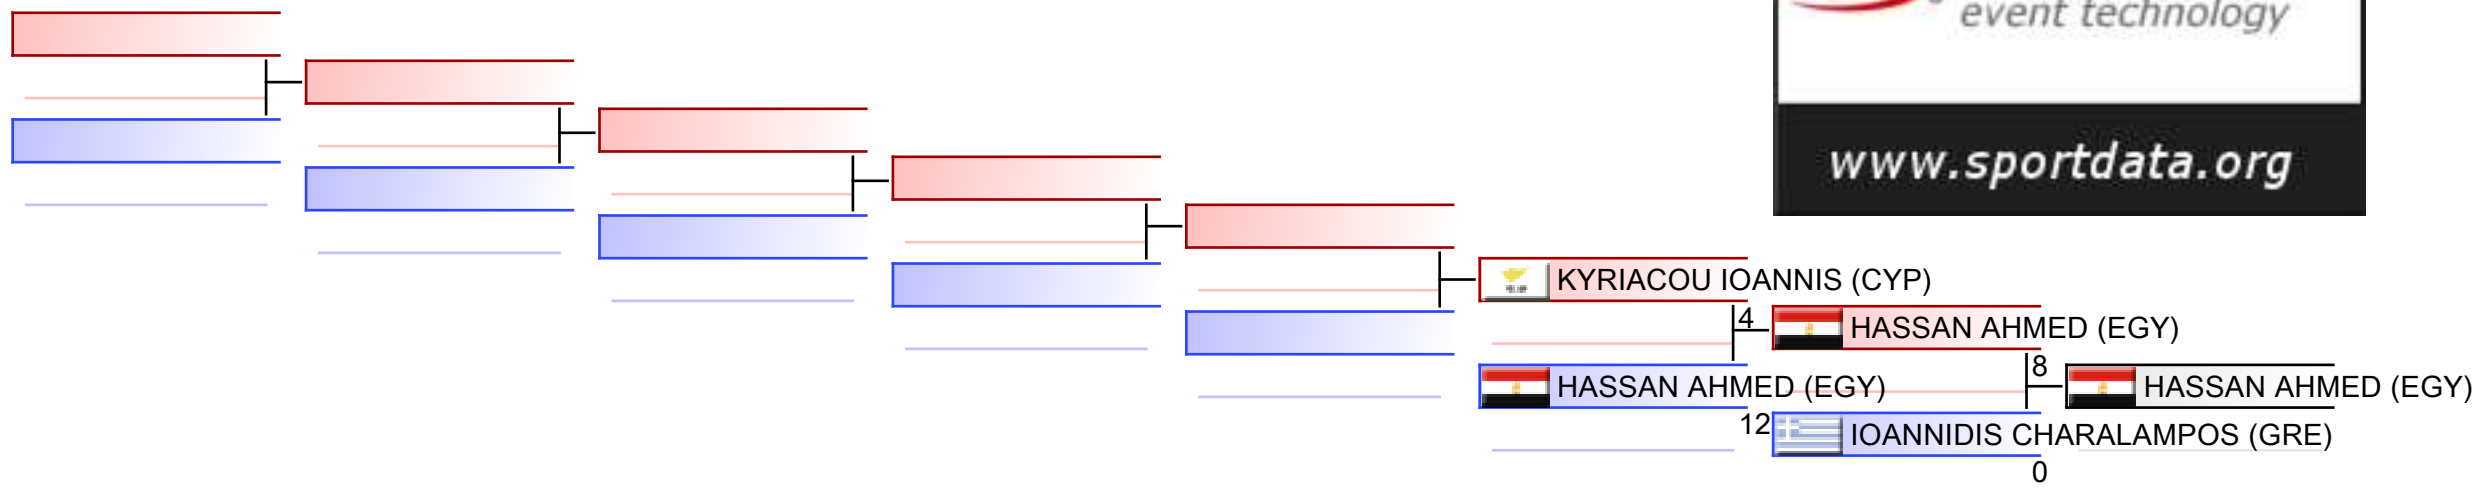 event technology
www.sportdata.org
KYRIACOU IOANNIS (CYP)
4
HASSAN AHMED (EGY)
8
HASSAN AHMED (EGY)
HASSAN AHMED (EGY)
12
IOANNIDIS CHARALAMPOS (GRE)
0